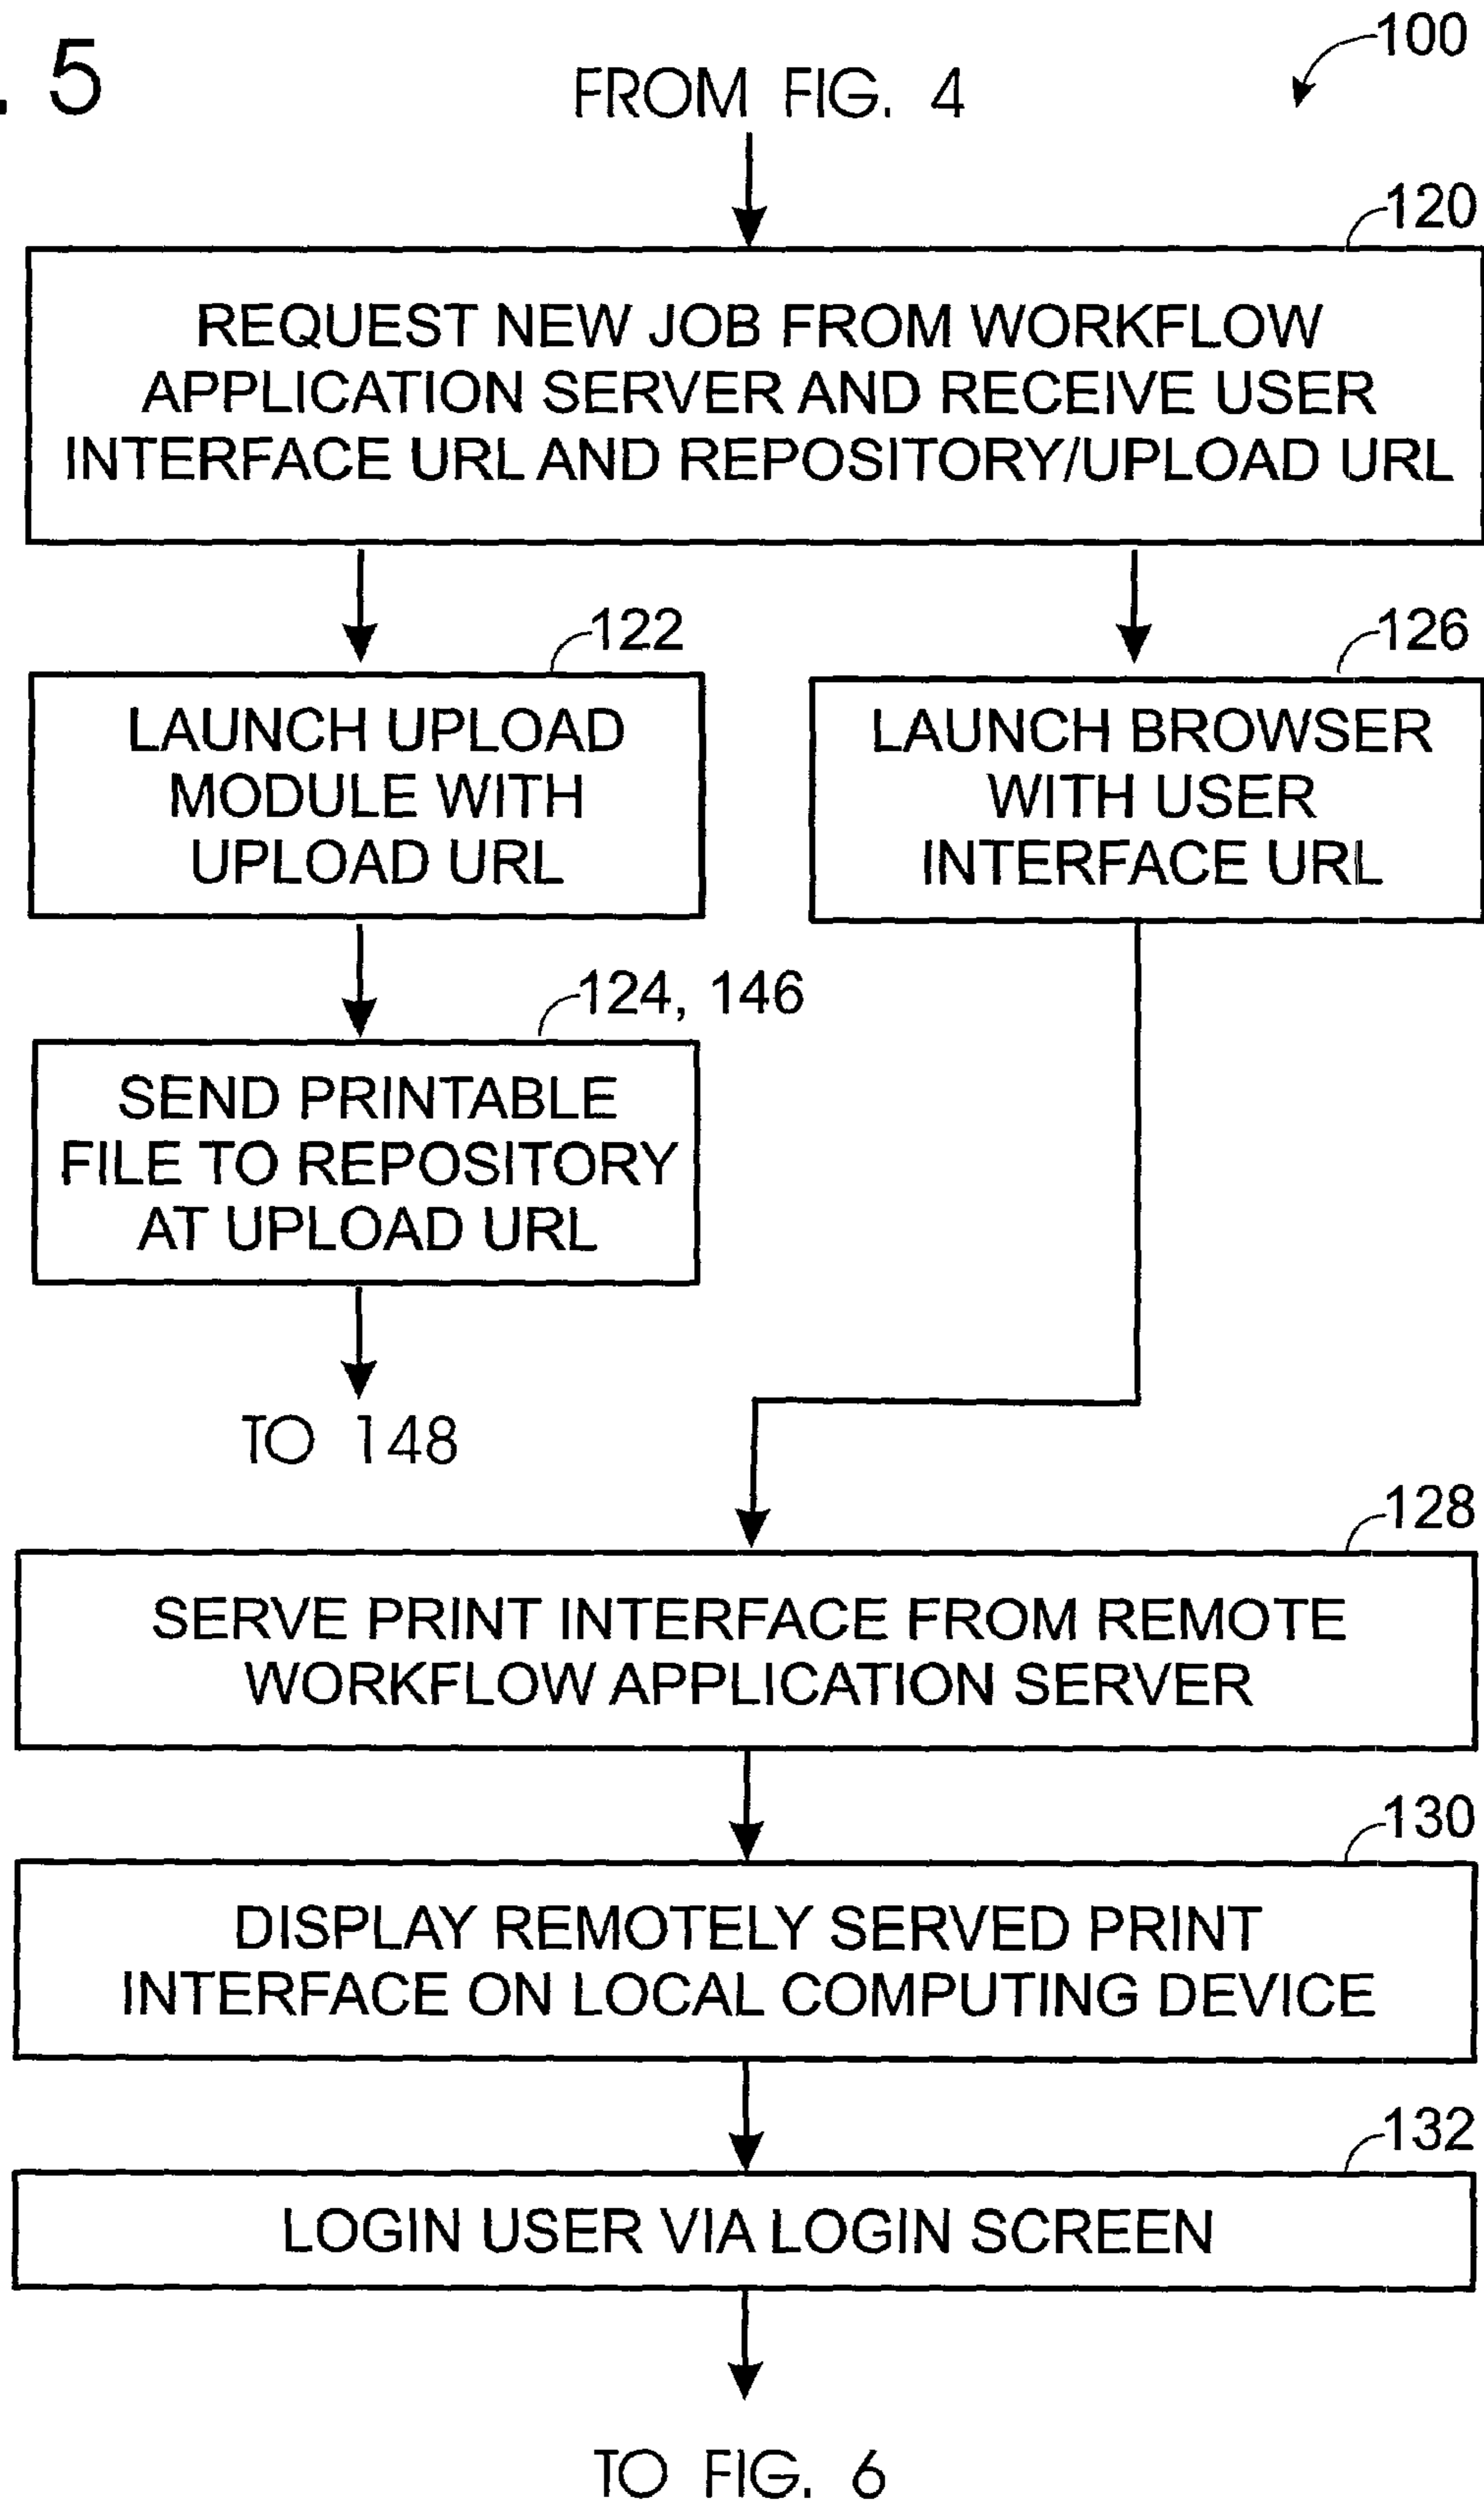 . 5
FROM FIG. 4
100
120
REQUEST NEW JOB FROM WORKFLOW
APPLICATION SERVER AND RECEIVE USER
INTERFACE URL AND REPOSITORY/UPLOAD URL
122
LAUNCH UPLOAD
MODULE WITH
UPLOAD URL
126
LAUNCH BROWSER
WITH USER
INTERFACE URL
124, 146
SEND PRINTABLE
FILE TO REPOSITORY
AT UPLOAD URL
TO 148
128
SERVE PRINT INTERFACE FROM REMOTE
WORKFLOW APPLICATION SERVER
130
DISPLAY REMOTELY SERVED PRINT
INTERFACE ON LOCAL COMPUTING DEVICE
132
LOGIN USER VIA LOGIN SCREEN
TO FIG. 6